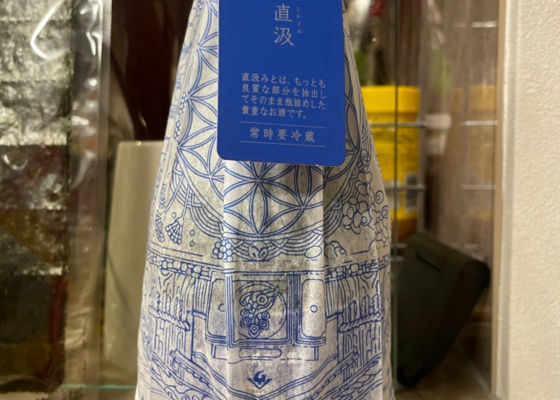 直汲
じかくみ
直汲みとは、もっとも
良質な部分を抽出し
てそのまま瓶詰めした
貴重なお酒です。
常時要冷蔵